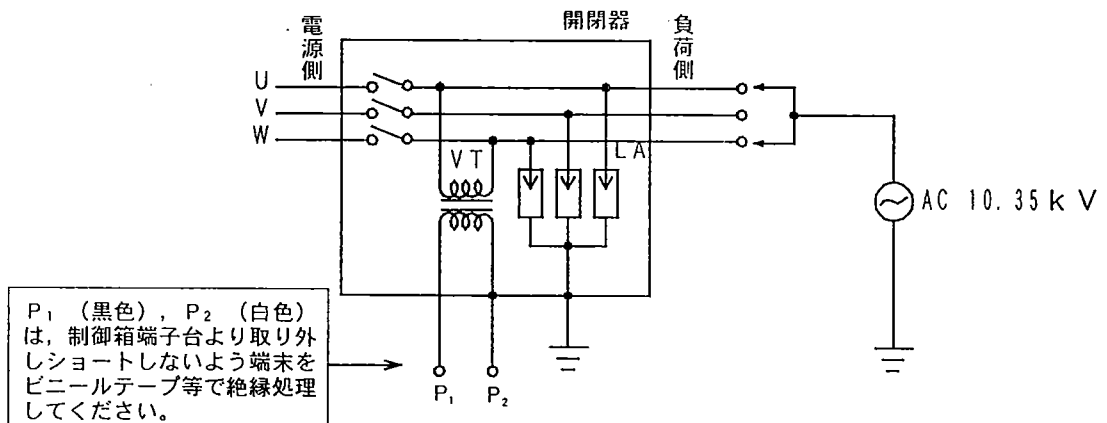 電源側
開閉器
負荷側
U
V
W
VT
LA
AC 10.35kV
P₁ (黒色), P₂ (白色)
は, 制御箱端子台より取り外
しショートしないよう端末を
ビニールテープ等で絶縁処理
してください。
P₁
P₂